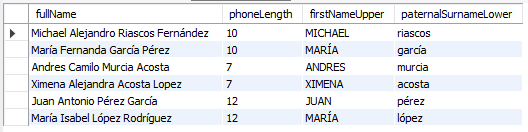 fullName phoneLength firstNameUpper paternalSurnameLower
Michael Alejandro Riascos Fernández 10 MICHAEL riascos
María Fernanda García Pérez 10 MARÍA garcía
Andres Camilo Murcia Acosta 7 ANDRES murcia
Ximena Alejandra Acosta Lopez 7 XIMENA acosta
Juan Antonio Pérez García 12 JUAN pérez
María Isabel López Rodríguez 12 MARÍA lópez